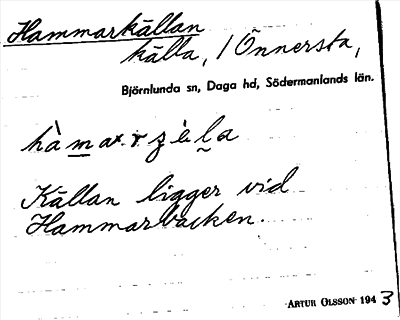 Hammarkällan
källa, / Önnersta,
Björnlunda sn, Daga hd, Södermanlands län.
Källan ligger vid
Hammarbacken.
ARTUR OLSSON 1943